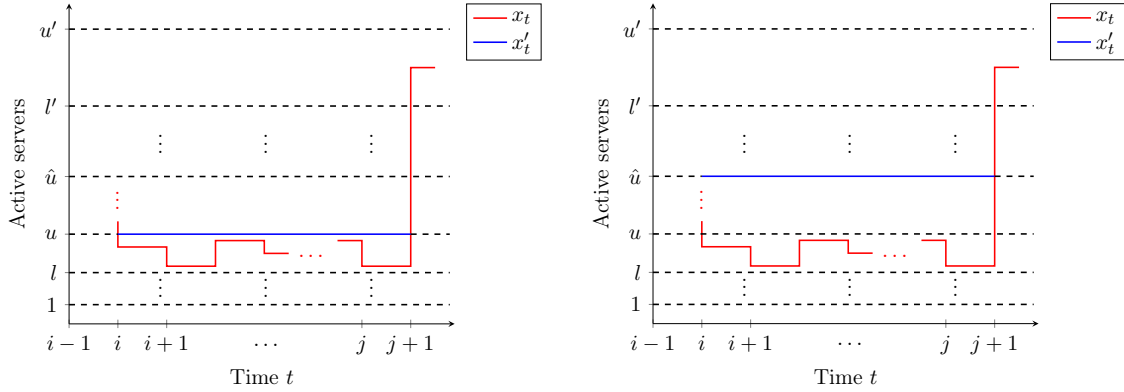 u′
l′
⋮ ⋮ ⋮
û
u
l
⋮ ⋮ ⋮
1
Active servers
i − 1 i i + 1 ⋯ j j + 1
Time t
x_t
x′_t
u′
l′
⋮ ⋮ ⋮
û
u
l
⋮ ⋮ ⋮
1
Active servers
i − 1 i i + 1 ⋯ j j + 1
Time t
x_t
x′_t